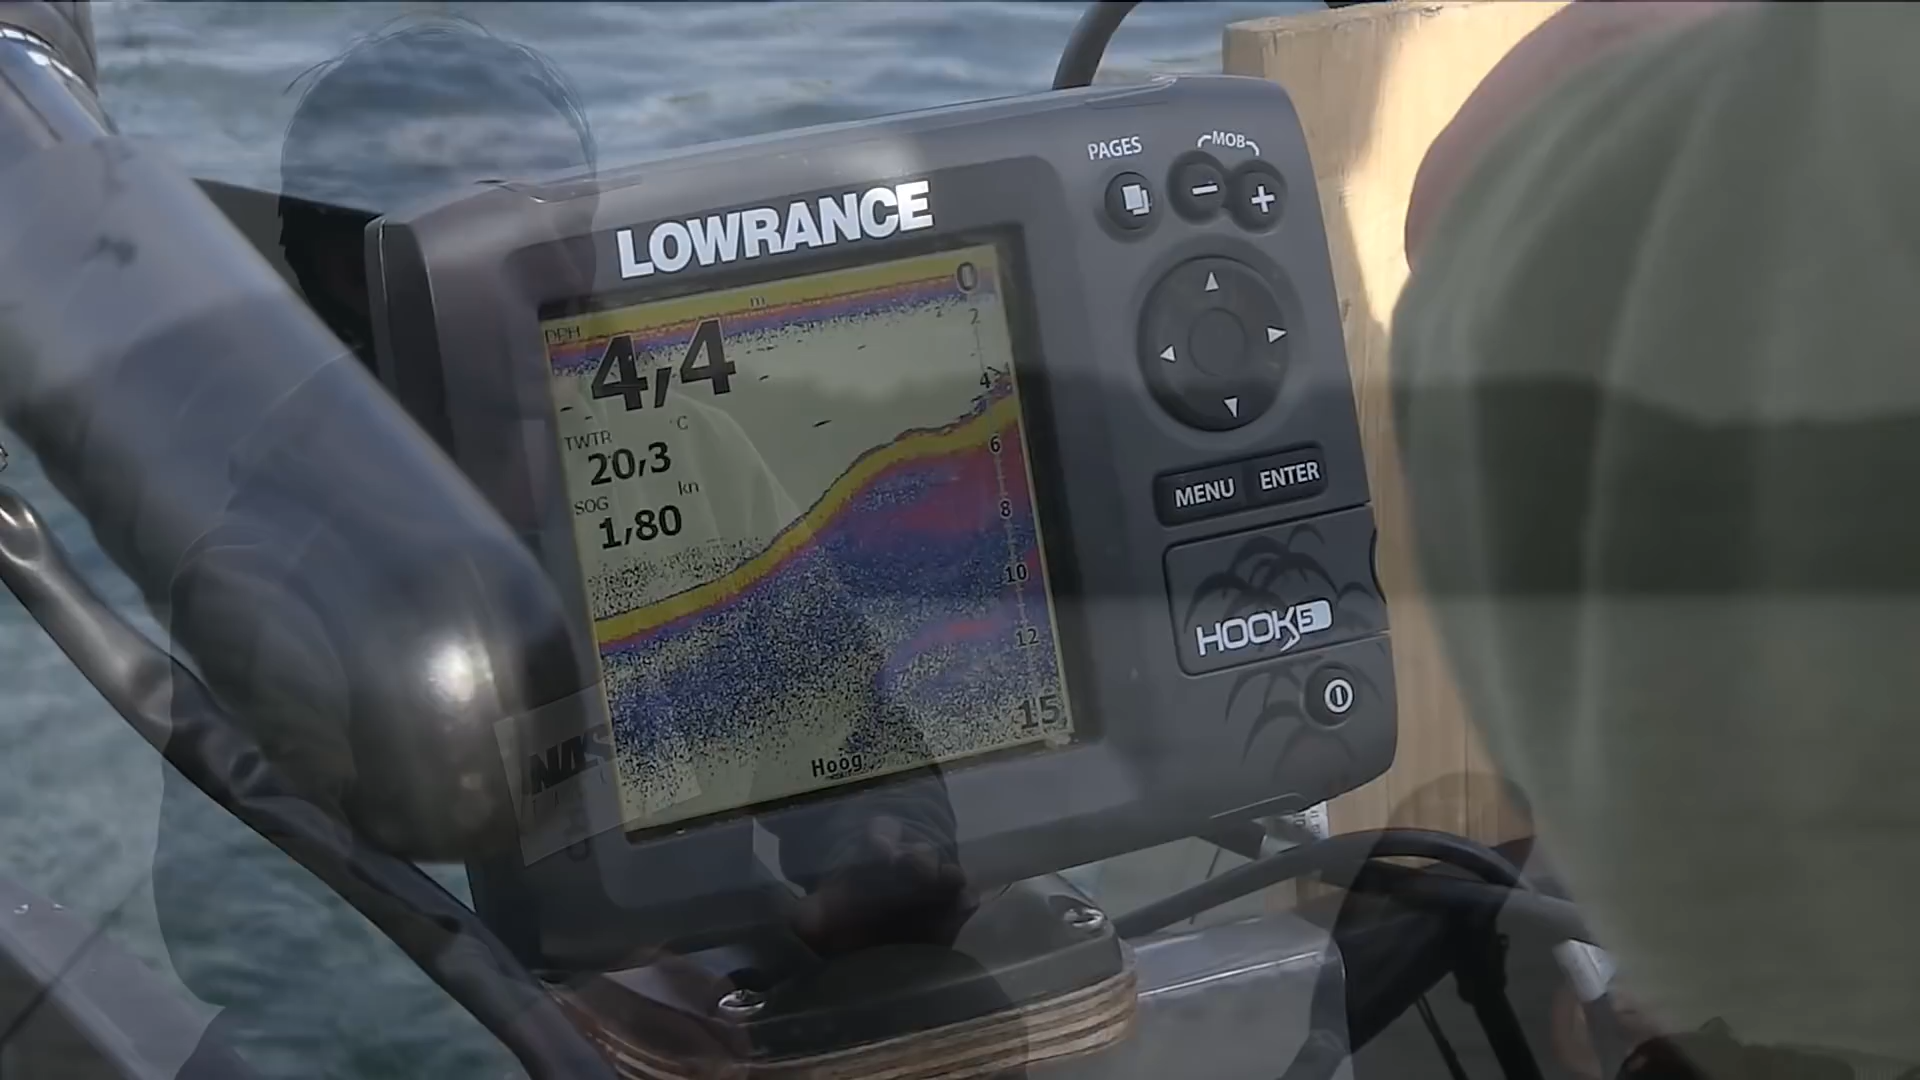 PAGES
MOB
LOWRANCE
0
m
DPH
2
4,4
4
°C
TWTR
20,3
6
kn
SOG
8
1,80
MENU
ENTER
10
HOOK5
12
15
Hoog